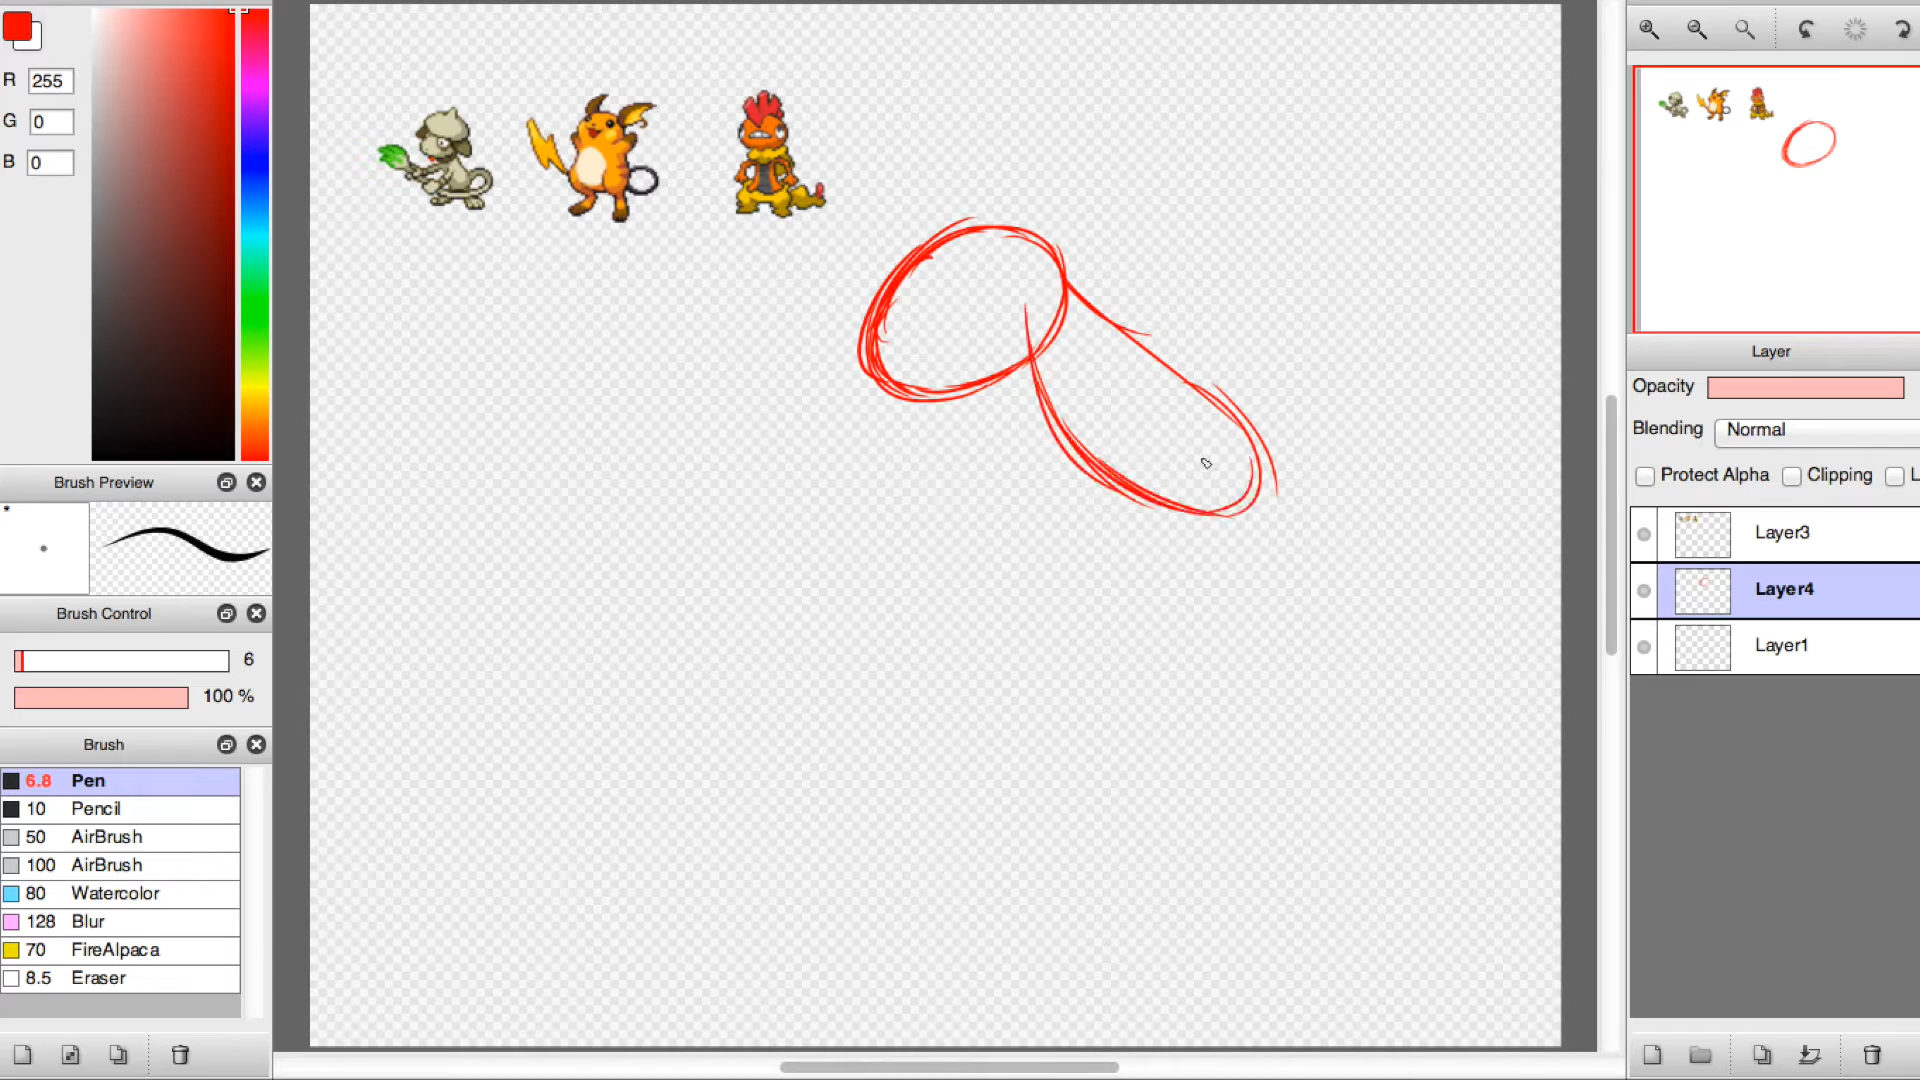 R 255
G 0
B 0
Brush Preview
*
Brush Control
6
100 %
Brush
6.8 Pen
10 Pencil
50 AirBrush
100 AirBrush
80 Watercolor
128 Blur
70 FireAlpaca
8.5 Eraser
Layer
Opacity
Blending Normal
Protect Alpha Clipping L
Layer3
Layer4
Layer1